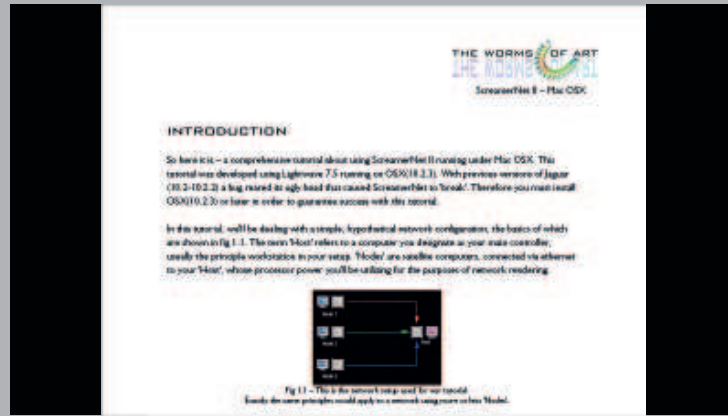 THE WORMS OF ART
ScreamerNet II – Mac OSX
INTRODUCTION
So here it is – a comprehensive tutorial about using ScreamerNet II running under Mac OSX. This
tutorial was developed using Lightwave 7.5 running on OSX(10.2.3). With previous versions of Jaguar
(10.2-10.2.2) a bug reared its ugly head that caused ScreamerNet to 'break'. Therefore you must install
OSX(10.2.3) or later in order to guarantee success with this tutorial.
In this tutorial, we'll be dealing with a simple, hypothetical network configuration, the basics of which
are shown in fig 1.1. The term 'Host' refers to a computer you designate as your main controller,
usually the principle workstation in your setup. 'Nodes' are satellite computers, connected via ethernet
to your 'Host', whose processor power you'll be utilizing for the purposes of network rendering.
Node 1
Node 2
Host
Fig 1.1 – This is the network setup used for our tutorial.
Exactly the same principles would apply to a network using more or less 'Nodes'.